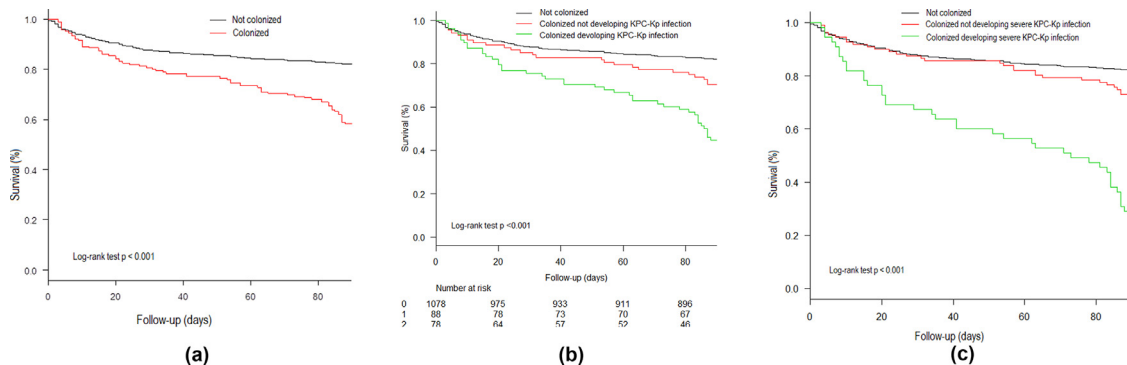 Not colonized
Colonized
1.0
0.8
0.6
0.4
0.2
0.0
Survival (%)
Log-rank test p < 0.001
0
20
40
60
80
Follow-up (days)
(a)
Not colonized
Colonized not developing KPC-Kp infection
Colonized developing KPC-Kp infection
1.0
0.8
0.6
0.4
0.2
0.0
Survival (%)
Log-rank test p <0.001
0
20
40
60
80
Follow-up (days)
Number at risk
0 1078 975 933 911 896
1 88 78 73 70 67
2 78 64 57 52 46
(b)
Not colonized
Colonized not developing severe KPC-Kp infection
Colonized developing severe KPC-Kp infection
1.0
0.8
0.6
0.4
0.2
0.0
Survival (%)
Log-rank test p < 0.001
0
20
40
60
80
Follow-up (days)
(c)